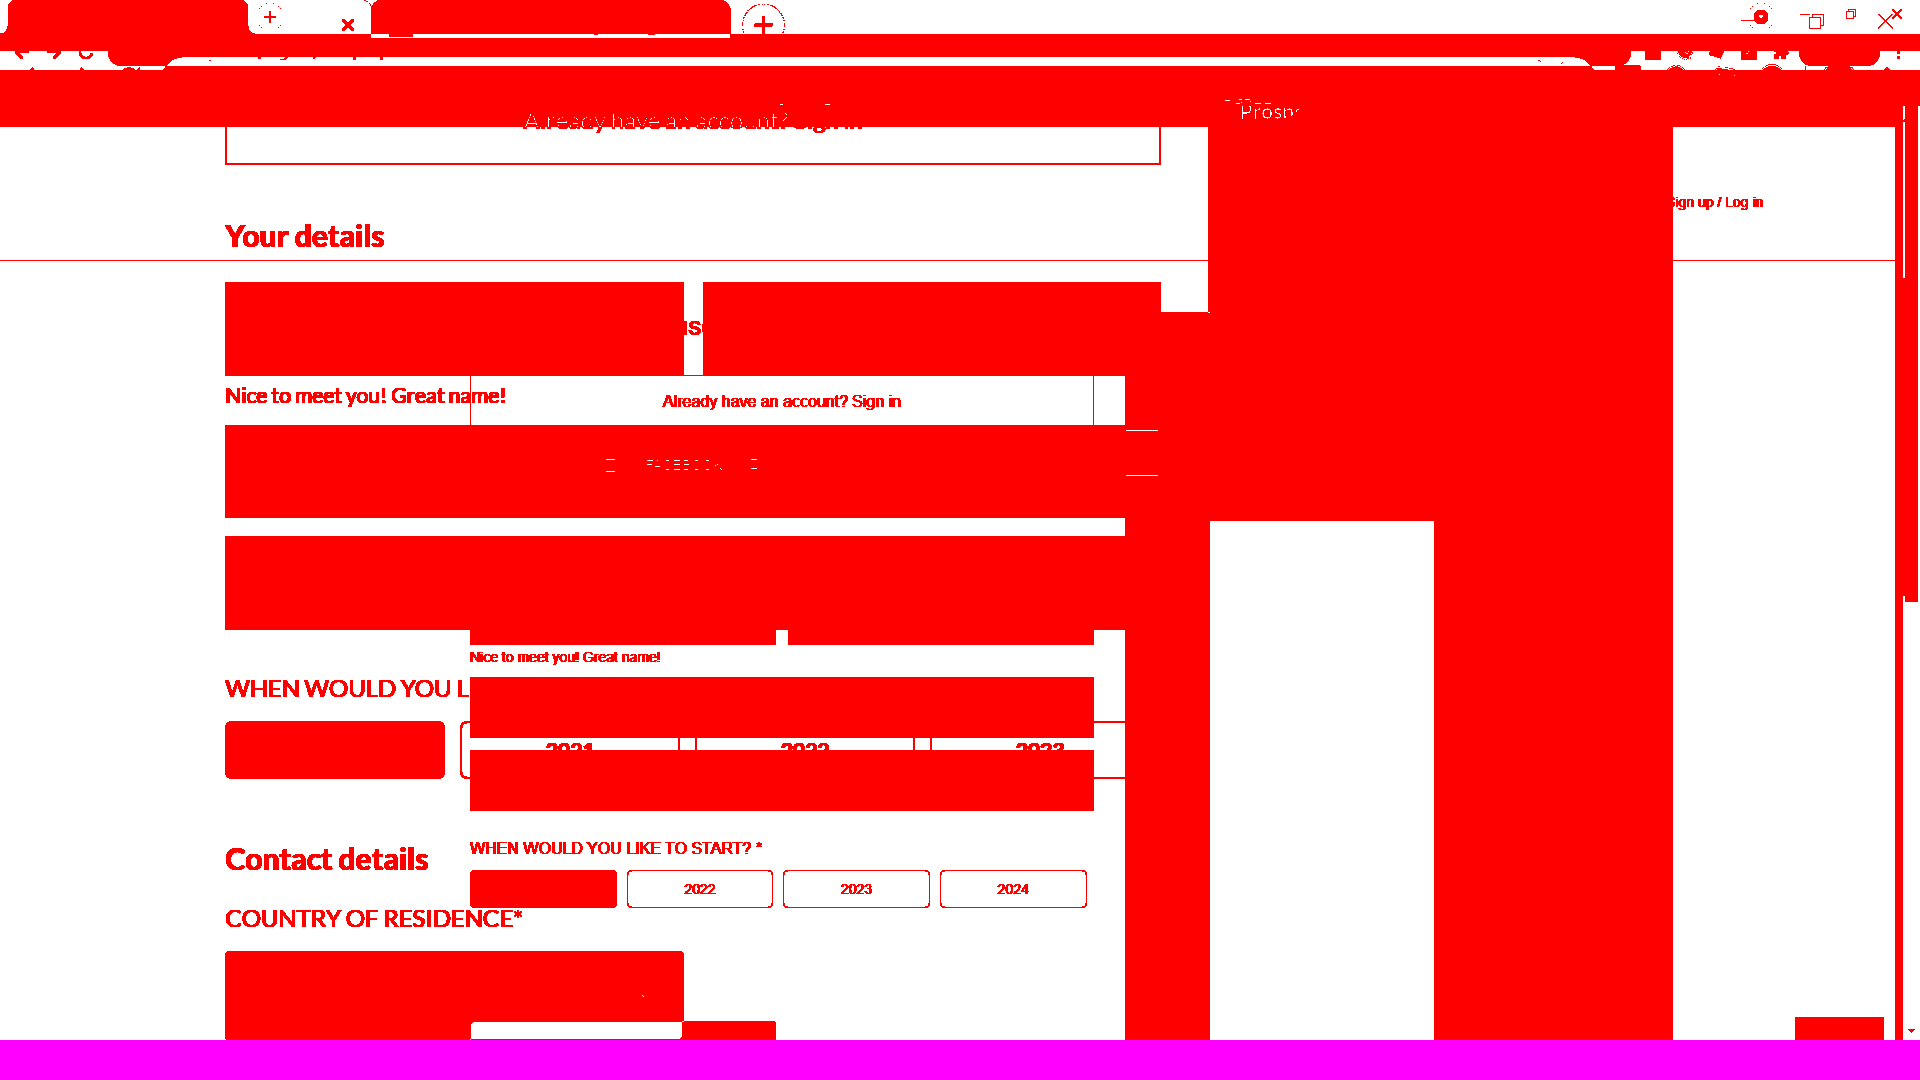 Already have an account? Sign in
Sign up / Log in
Your details
Nice to meet you! Great name!
Already have an account? Sign in
FACEBOOK
Nice to meet you! Great name!
WHEN WOULD YOU L
2021 2022 2023
WHEN WOULD YOU LIKE TO START? *
Contact details
2022 2023 2024
COUNTRY OF RESIDENCE*